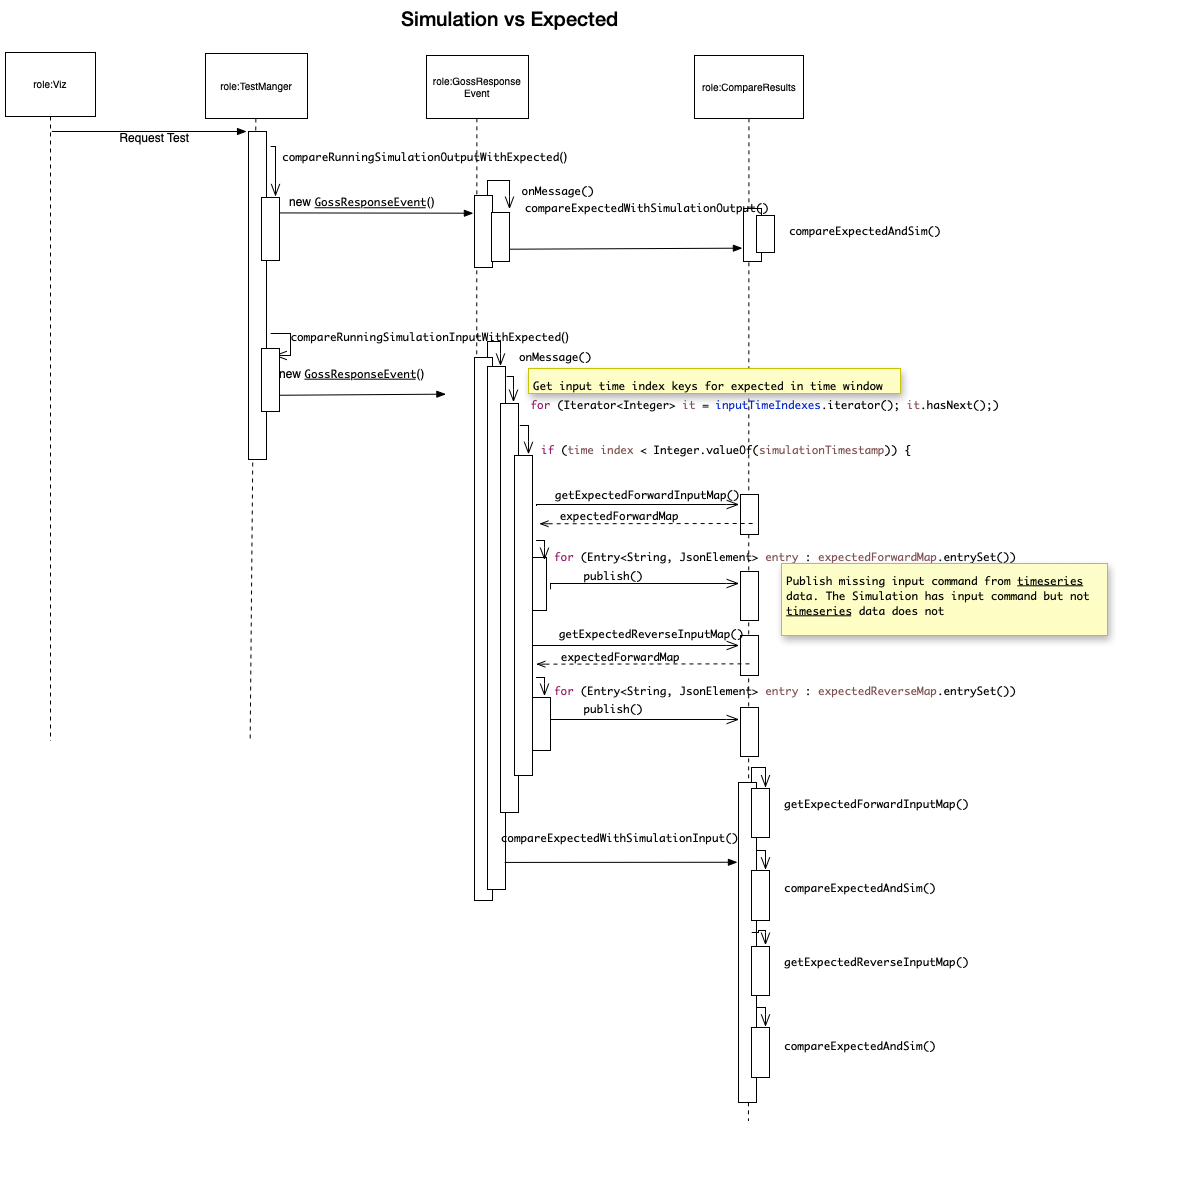 Simulation vs Expected
role:Viz
role:TestManger
role:GossResponse
Event
role:CompareResults
Request Test
compareRunningSimulationOutputWithExpected()
onMessage()
new GossResponseEvent()
compareExpectedWithSimulationOutput()
compareExpectedAndSim()
compareRunningSimulationInputWithExpected()
onMessage()
new GossResponseEvent()
Get input time index keys for expected in time window
for (Iterator<Integer> it = inputTimeIndexes.iterator(); it.hasNext();)
if (time index < Integer.valueOf(simulationTimestamp)) {
getExpectedForwardInputMap()
expectedForwardMap
for (Entry<String, JsonElement> entry : expectedForwardMap.entrySet())
publish()
Publish missing input command from timeseries
data. The Simulation has input command but not
timeseries data does not
getExpectedReverseInputMap()
expectedForwardMap
for (Entry<String, JsonElement> entry : expectedReverseMap.entrySet())
publish()
getExpectedForwardInputMap()
compareExpectedWithSimulationInput()
compareExpectedAndSim()
getExpectedReverseInputMap()
compareExpectedAndSim()